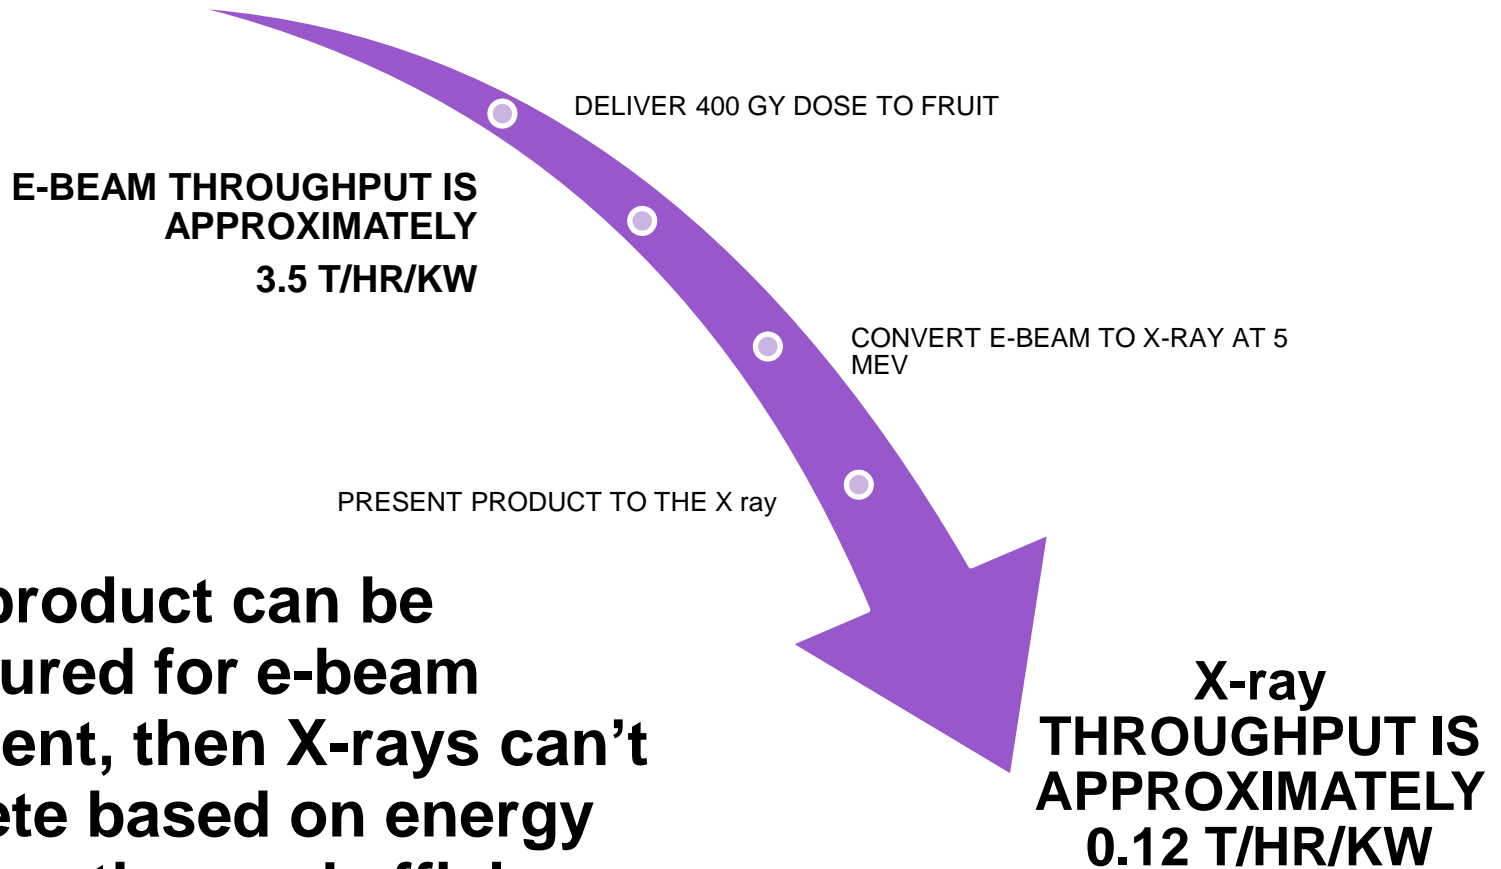 DELIVER 400 GY DOSE TO FRUIT
E-BEAM THROUGHPUT IS
APPROXIMATELY
3.5 T/HR/KW
CONVERT E-BEAM TO X-RAY AT 5
MEV
PRESENT PRODUCT TO THE X ray
product can be
ured for e-beam
ent, then X-rays can’t
ete based on energy
X-ray
THROUGHPUT IS
APPROXIMATELY
0.12 T/HR/KW